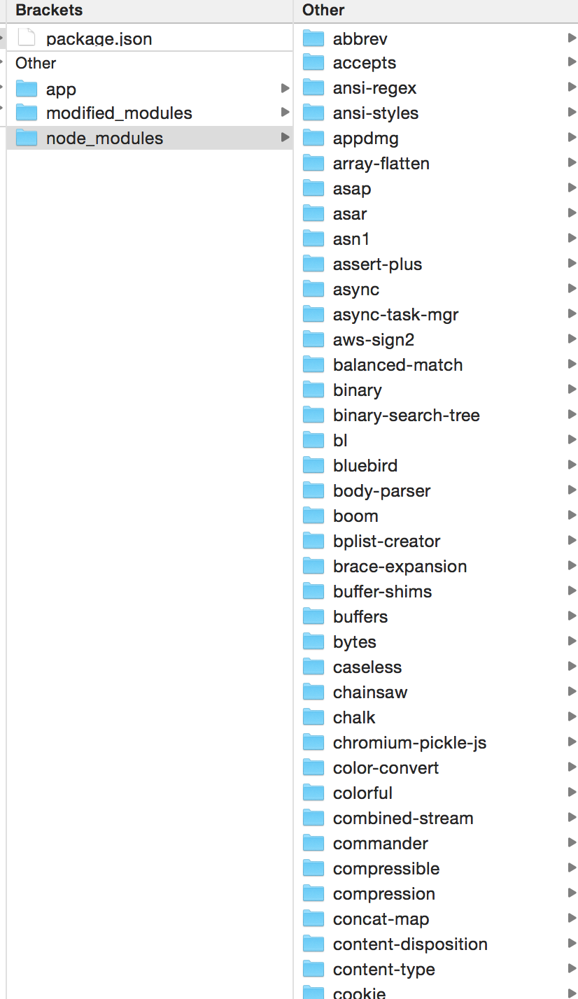 Brackets
package.json
Other
app
modified_modules
node_modules
Other
abbrev
accepts
ansi-regex
ansi-styles
appdmg
array-flatten
asap
asar
asn1
assert-plus
async
async-task-mgr
aws-sign2
balanced-match
binary
binary-search-tree
bl
bluebird
body-parser
boom
bplist-creator
brace-expansion
buffer-shims
buffers
bytes
caseless
chainsaw
chalk
chromium-pickle-js
color-convert
colorful
combined-stream
commander
compressible
compression
concat-map
content-disposition
content-type
cookie